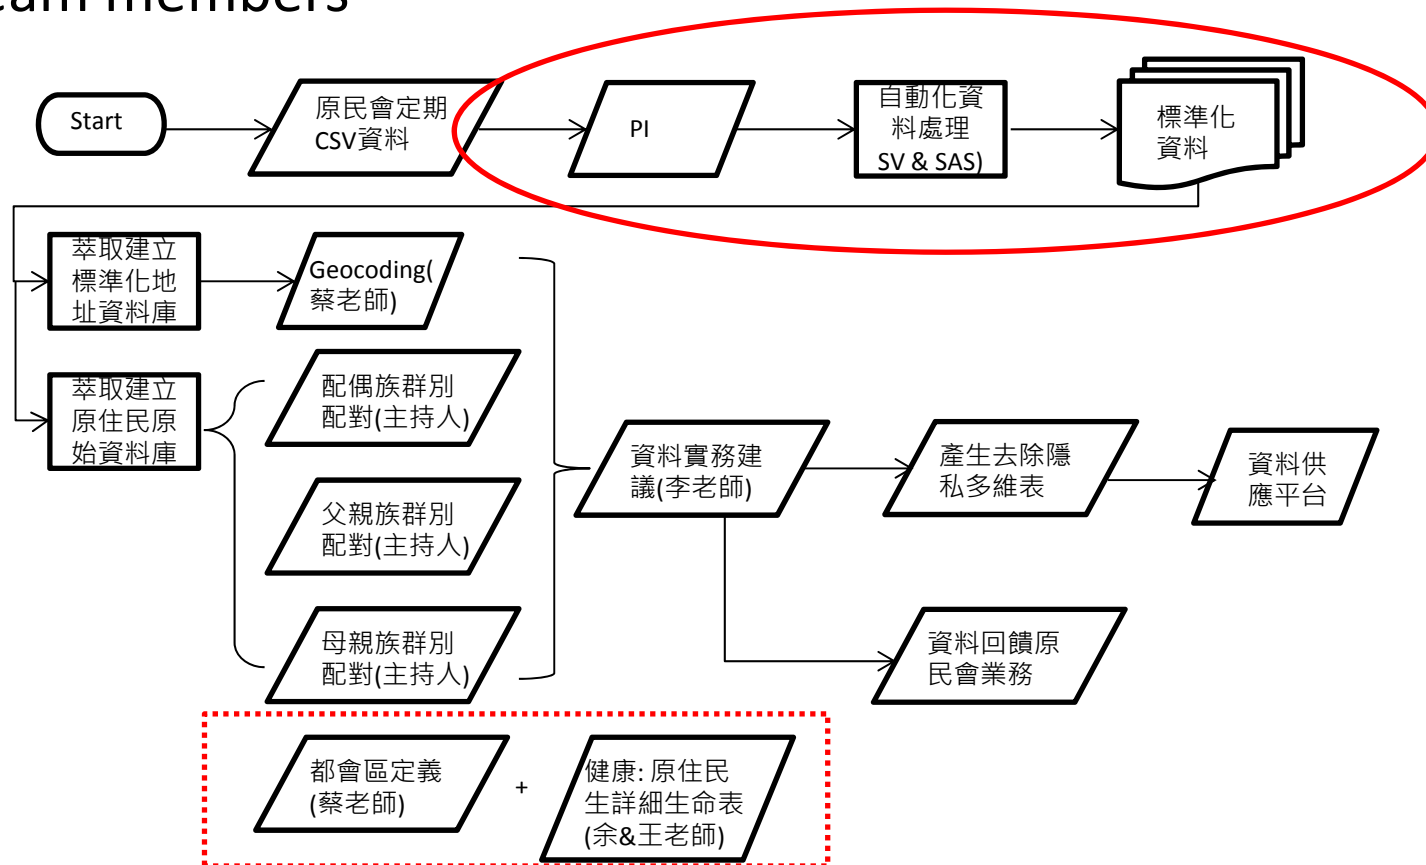 team members
Start
原民會定期
CSV資料
PI
自動化資
料處理
SV & SAS)
標準化
資料
萃取建立
標準化地
址資料庫
Geocoding(
蔡老師)
萃取建立
原住民原
始資料庫
配偶族群別
配對(主持人)
父親族群別
配對(主持人)
母親族群別
配對(主持人)
資料實務建
議(李老師)
產生去除隱
私多維表
資料供
應平台
資料回饋原
民會業務
都會區定義
(蔡老師)
+
健康: 原住民
生詳細生命表
(余&王老師)